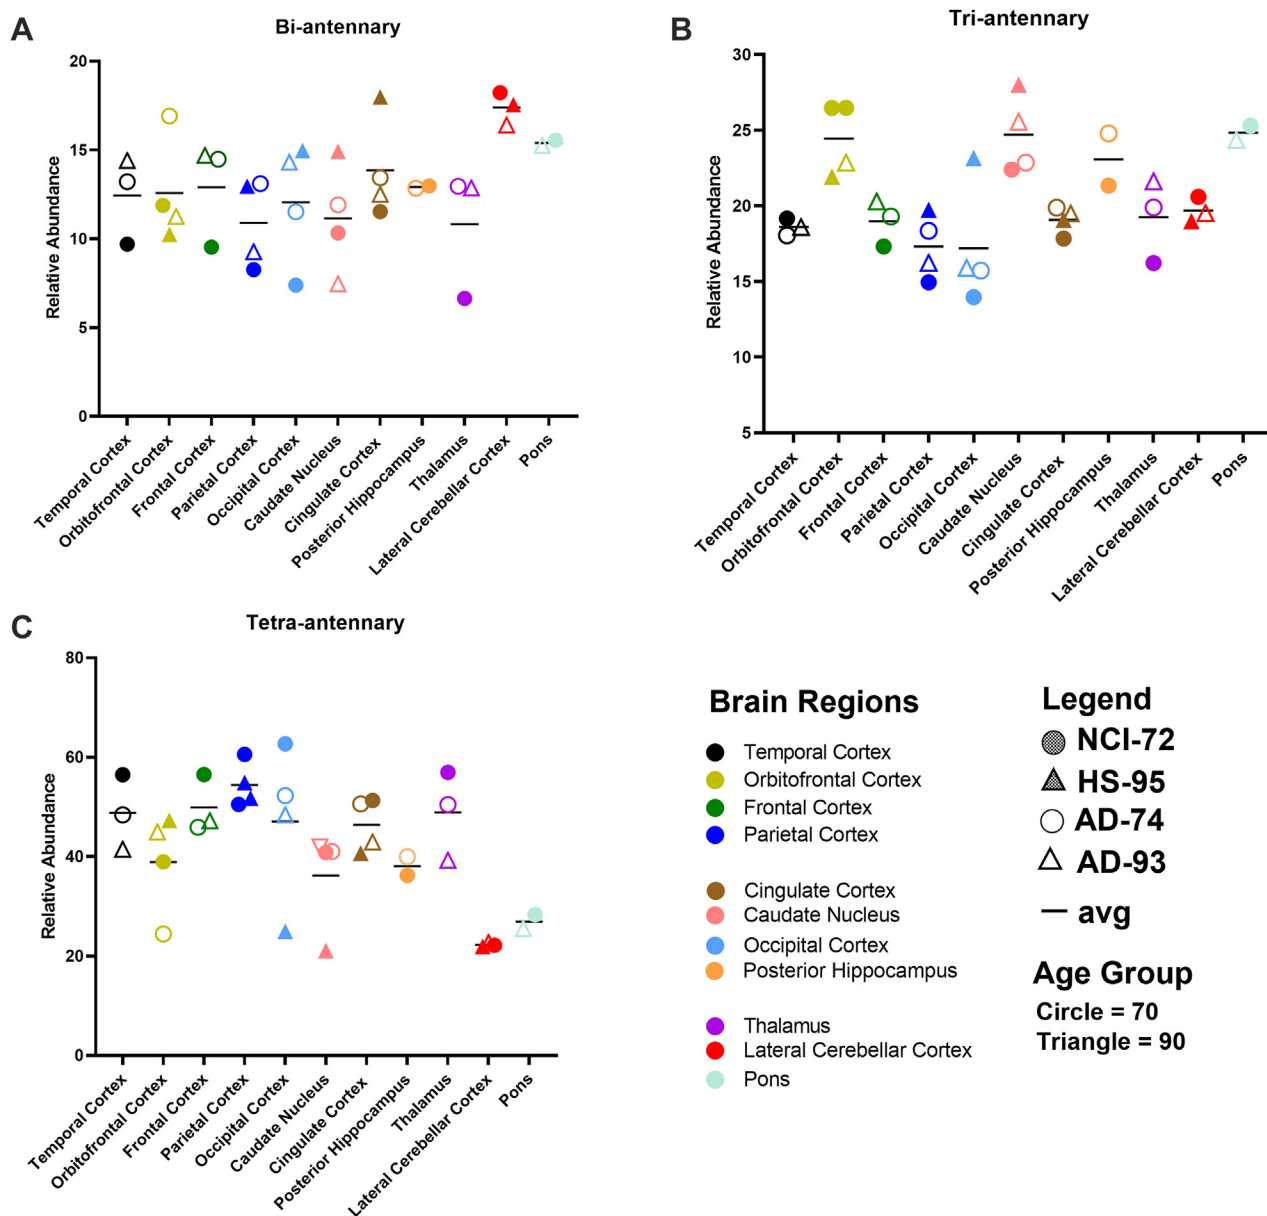 A
Bi-antennary
Relative Abundance
20
15
10
5
0
Temporal Cortex
Orbitofrontal Cortex
Frontal Cortex
Parietal Cortex
Occipital Cortex
Caudate Nucleus
Cingulate Cortex
Posterior Hippocampus
Thalamus
Lateral Cerebellar Cortex
Pons
B
Tri-antennary
Relative Abundance
30
25
20
15
10
5
Temporal Cortex
Orbitofrontal Cortex
Frontal Cortex
Parietal Cortex
Occipital Cortex
Caudate Nucleus
Cingulate Cortex
Posterior Hippocampus
Thalamus
Lateral Cerebellar Cortex
Pons
C
Tetra-antennary
Relative Abundance
80
60
40
20
0
Temporal Cortex
Orbitofrontal Cortex
Frontal Cortex
Parietal Cortex
Occipital Cortex
Caudate Nucleus
Cingulate Cortex
Posterior Hippocampus
Thalamus
Lateral Cerebellar Cortex
Pons
Brain Regions
Temporal Cortex
Orbitofrontal Cortex
Frontal Cortex
Parietal Cortex
Cingulate Cortex
Caudate Nucleus
Occipital Cortex
Posterior Hippocampus
Thalamus
Lateral Cerebellar Cortex
Pons
Legend
NCI-72
HS-95
AD-74
AD-93
avg
Age Group
Circle = 70
Triangle = 90